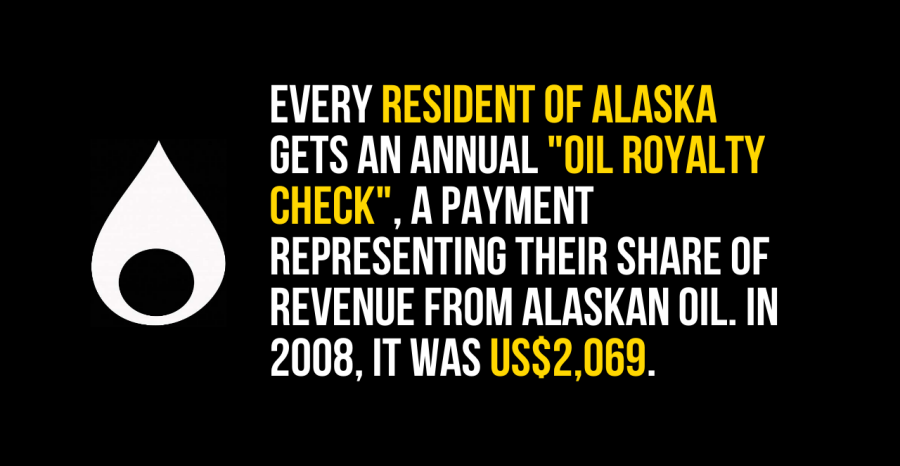 EVERY RESIDENT OF ALASKA
GETS AN ANNUAL "OIL ROYALTY
CHECK", A PAYMENT
REPRESENTING THEIR SHARE OF
REVENUE FROM ALASKAN OIL. IN
2008, IT WAS US$2,069.